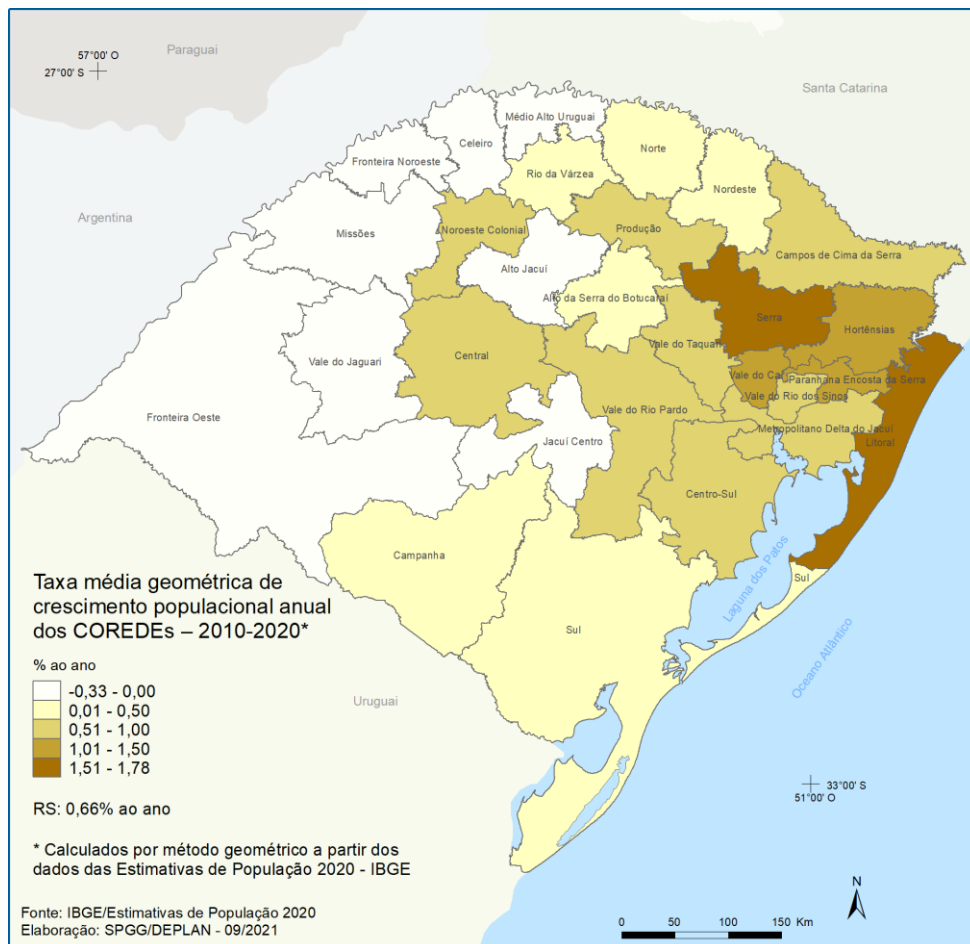 Paraguai
57°00' O
27°00' S
Santa Catarina
Argentina
Uruguai
Médio Alto Uruguai
Celeiro
Norte
Fronteira Noroeste
Rio da Várzea
Nordeste
Missões
Noroeste Colonial
Produção
Campos de Cima da Serra
Alto Jacuí
Alto da Serra do Botucaraí
Serra
Hortênsias
Vale do Jaguari
Central
Vale do Taquari
Vale do Caí
Paranhana Encosta da Serra
Vale do Rio dos Sinos
Fronteira Oeste
Vale do Rio Pardo
Metropolitano Delta do Jacuí
Litoral
Jacuí Centro
Centro-Sul
Campanha
Sul
Sul
Laguna dos Patos
Oceano Atlântico
33°00' S
51°00' O
Taxa média geométrica de
crescimento populacional anual
dos COREDEs – 2010-2020*
% ao ano
-0,33 - 0,00
0,01 - 0,50
0,51 - 1,00
1,01 - 1,50
1,51 - 1,78
RS: 0,66% ao ano
* Calculados por método geométrico a partir dos
dados das Estimativas de População 2020 - IBGE
Fonte: IBGE/Estimativas de População 2020
Elaboração: SPGG/DEPLAN - 09/2021
N
0 50 100 150 Km